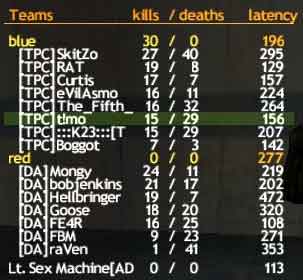 Teams kills / deaths latency
blue 30 / 0 196
[TPC]SkitZo 27 / 40 295
[TPC]RAT 19 / 8 129
[TPC]Curtis 17 / 7 157
[TPC]eVilAsmo 16 / 11 224
[TPC]The_Fifth_ 16 / 32 264
[TPC]t!mo 15 / 29 156
[TPC]:::K23:::[T 15 / 29 207
[TPC]Boggot 7 / 3 142
red 0 / 0 277
[DA]Mongy 24 / 11 219
[DA]bobjenkins 21 / 17 202
[DA]Hellbringer 19 / 7 472
[DA]Goose 18 / 20 320
[DA]FE4R 16 / 25 108
[DA]FBM 9 / 23 271
[DA]raVen 1 / 41 353
Lt. Sex Machine[AD 0 / 0 113